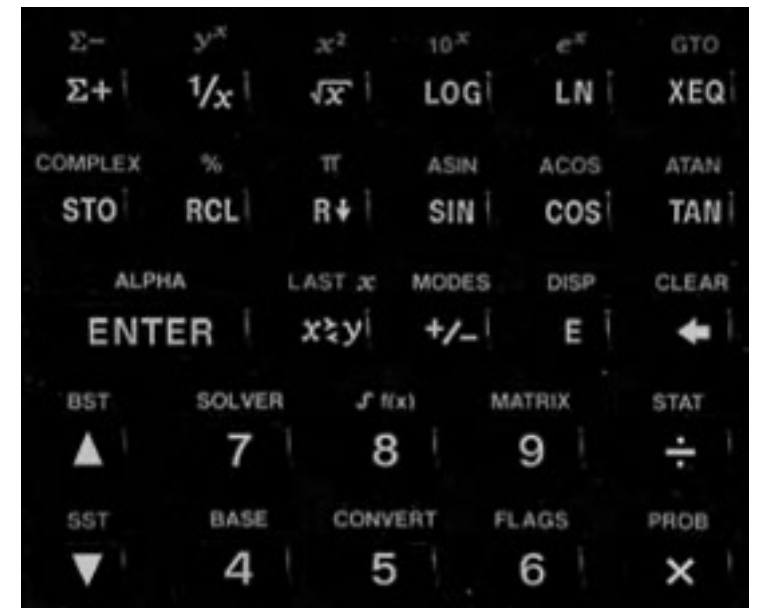 Σ− yˣ x² 10ˣ eˣ GTO
Σ+ 1/x √x LOG LN XEQ
COMPLEX % π ASIN ACOS ATAN
STO RCL R↓ SIN COS TAN
ALPHA LAST x MODES DISP CLEAR
ENTER x≷y +/− E ←
BST SOLVER ∫f(x) MATRIX STAT
▲ 7 8 9 ÷
SST BASE CONVERT FLAGS PROB
▼ 4 5 6 ×